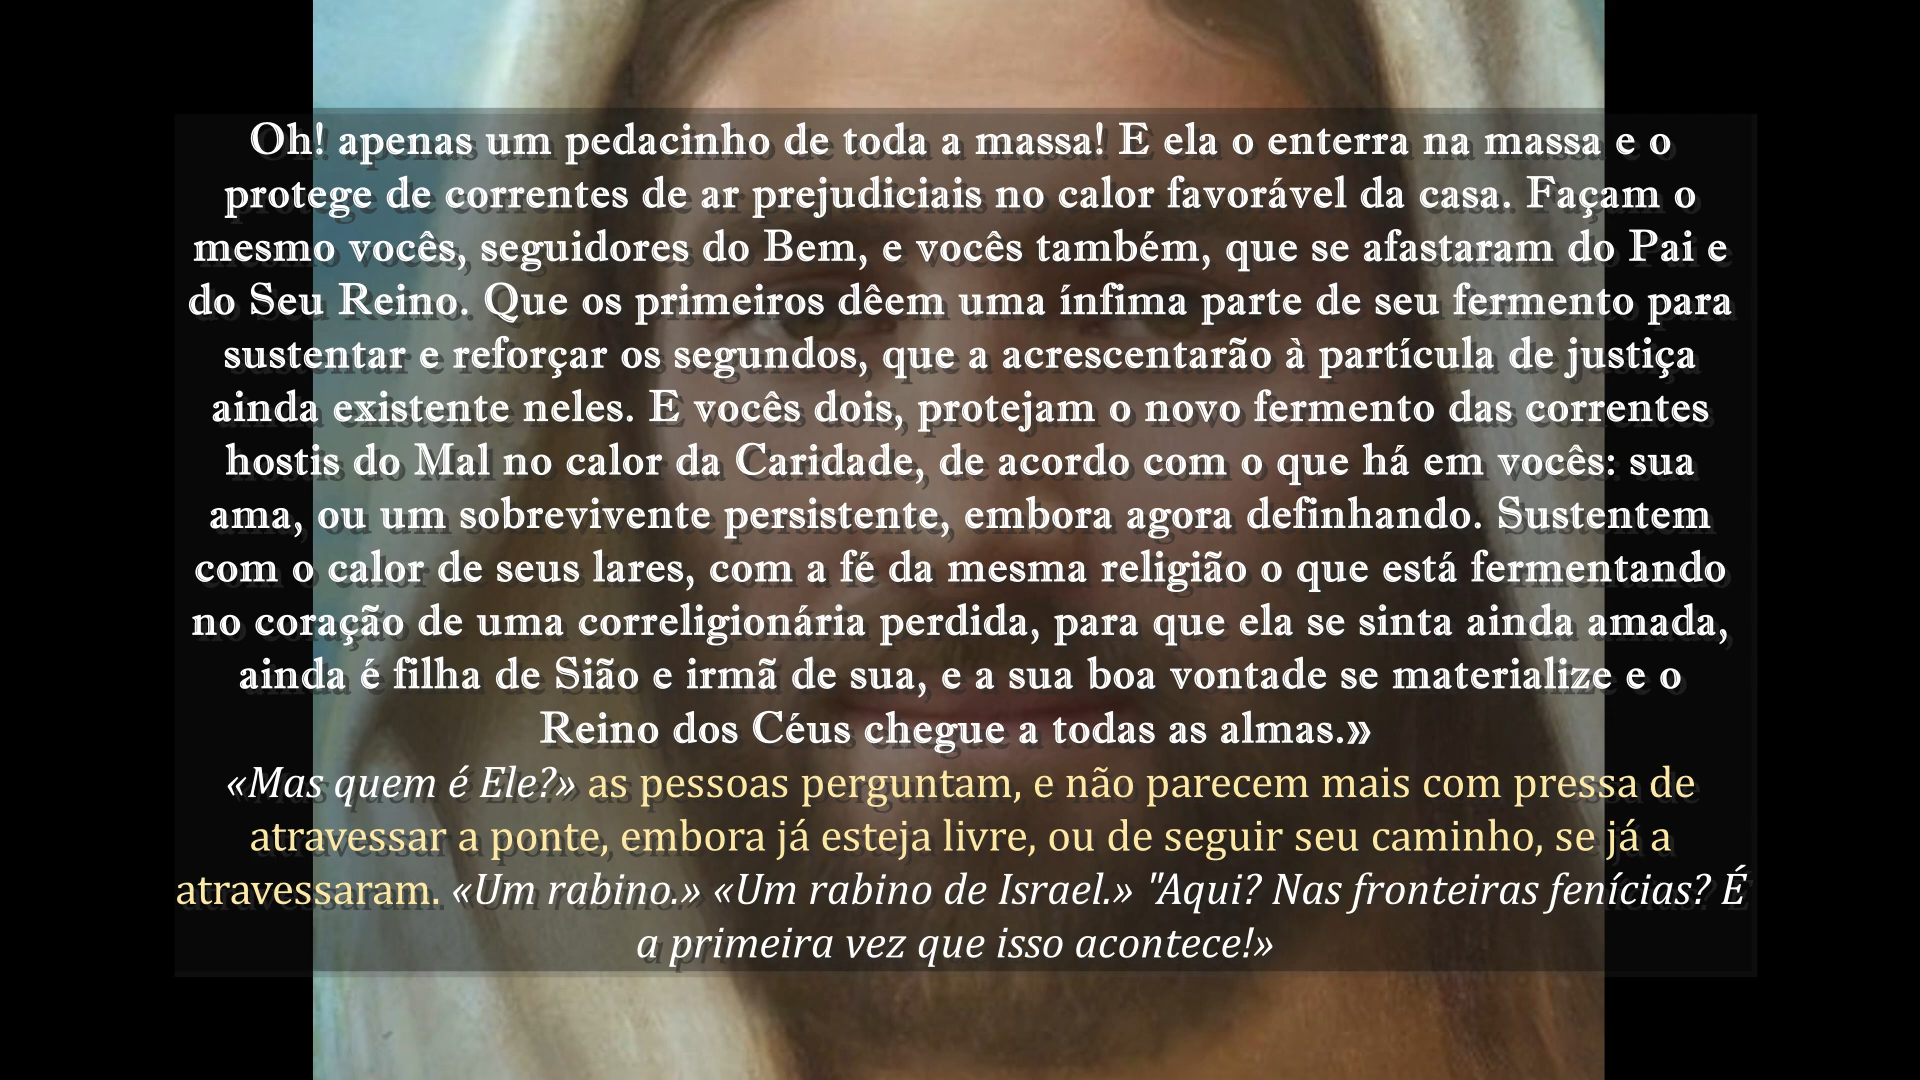 Oh! apenas um pedacinho de toda a massa! E ela o enterra na massa e o
protege de correntes de ar prejudiciais no calor favorável da casa. Façam o
mesmo vocês, seguidores do Bem, e vocês também, que se afastaram do Pai e
do Seu Reino. Que os primeiros dêem uma ínfima parte de seu fermento para
sustentar e reforçar os segundos, que a acrescentarão à partícula de justiça
ainda existente neles. E vocês dois, protejam o novo fermento das correntes
hostis do Mal no calor da Caridade, de acordo com o que há em vocês: sua
ama, ou um sobrevivente persistente, embora agora definhando. Sustentem
com o calor de seus lares, com a fé da mesma religião o que está fermentando
no coração de uma correligionária perdida, para que ela se sinta ainda amada,
ainda é filha de Sião e irmã de sua, e a sua boa vontade se materialize e o
Reino dos Céus chegue a todas as almas.»
«Mas quem é Ele?» as pessoas perguntam, e não parecem mais com pressa de
atravessar a ponte, embora já esteja livre, ou de seguir seu caminho, se já a
atravessaram. «Um rabino.» «Um rabino de Israel.» "Aqui? Nas fronteiras fenícias? É
a primeira vez que isso acontece!»